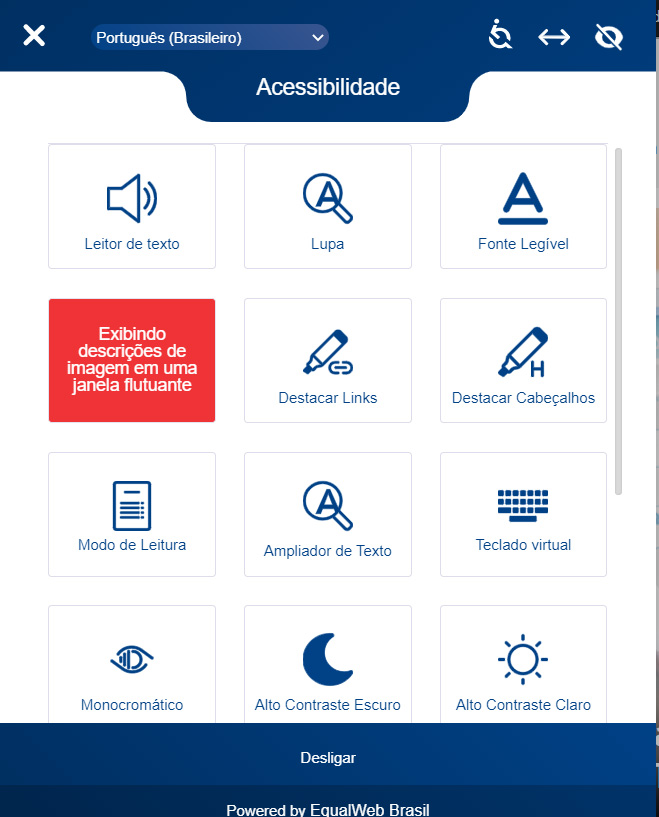 Português (Brasileiro)
Acessibilidade
Leitor de texto
Lupa
Fonte Legível
Exibindo
descrições de
imagem em uma
janela flutuante
Destacar Links
Destacar Cabeçalhos
Modo de Leitura
Ampliador de Texto
Teclado virtual
Monocromático
Alto Contraste Escuro
Alto Contraste Claro
Desligar
Powered by EqualWeb Brasil